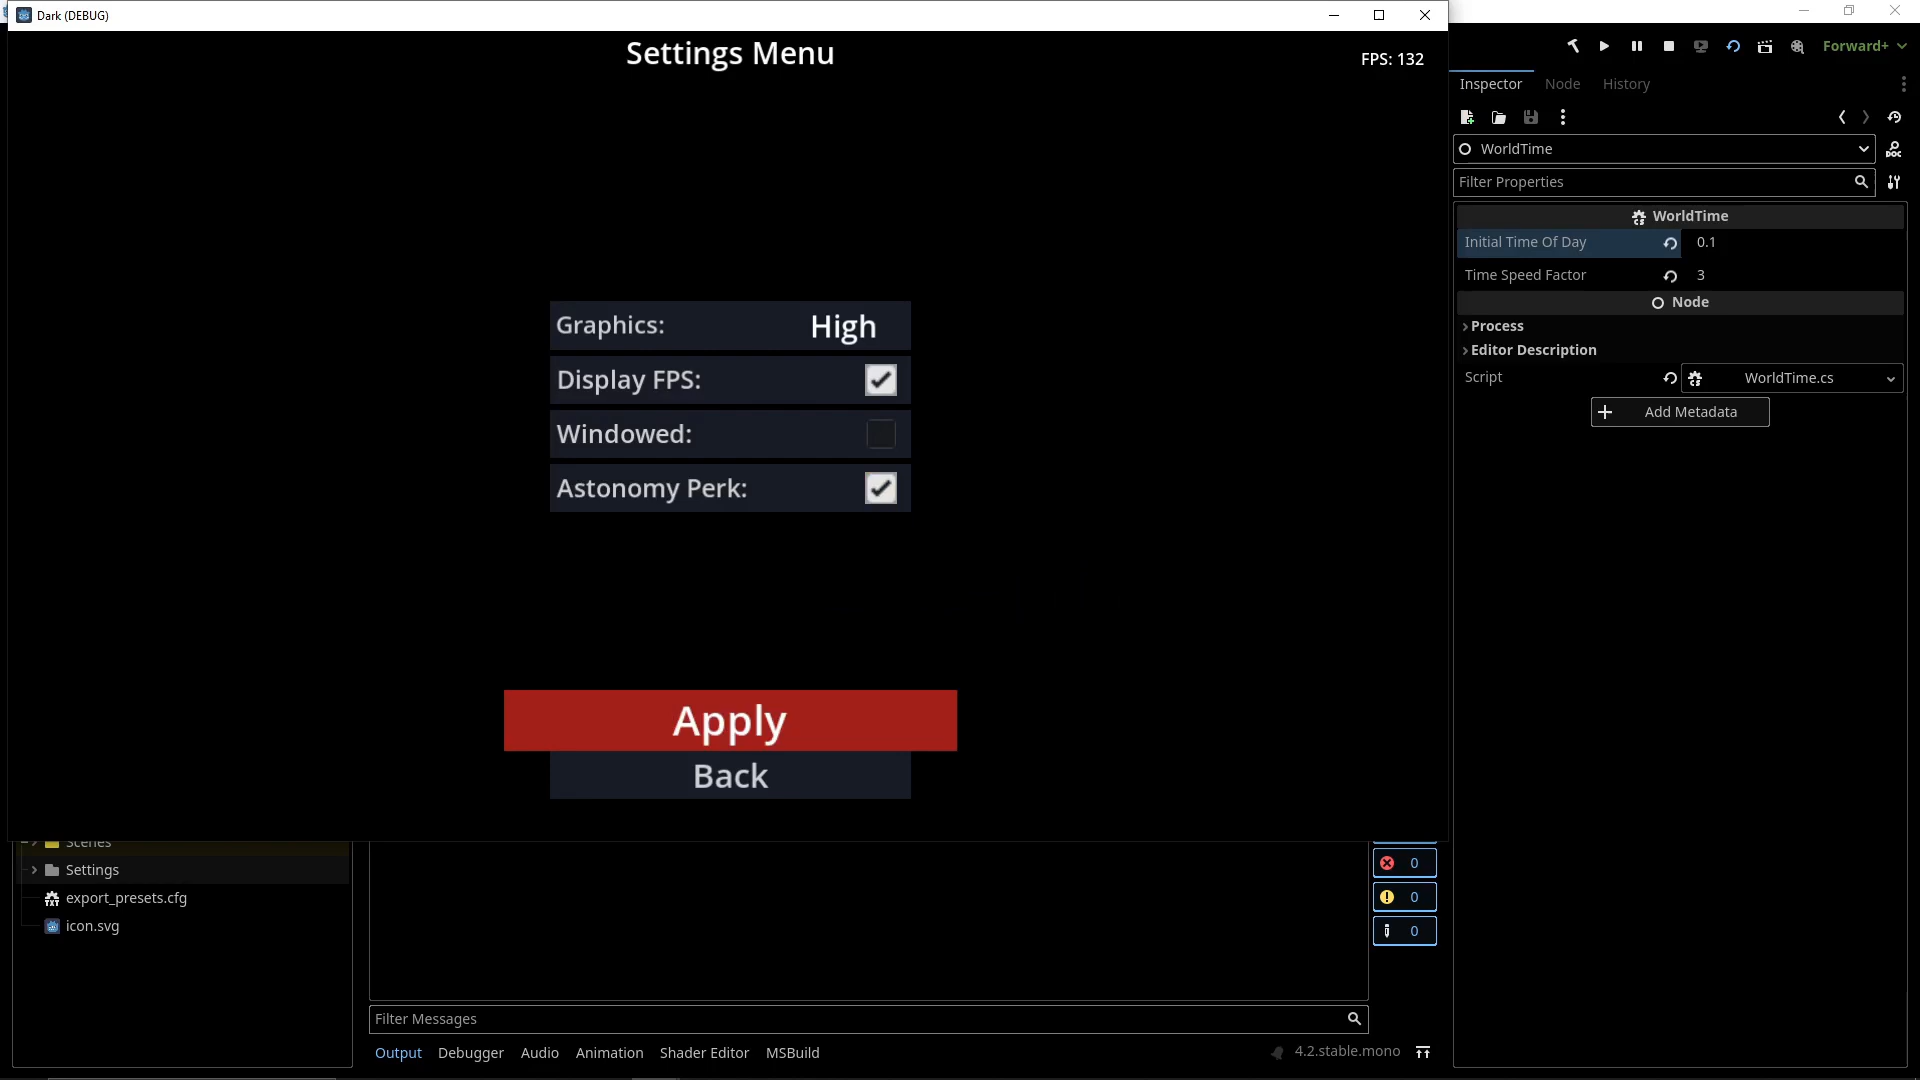 Dark (DEBUG)
Settings Menu
FPS: 132
Graphics: High
Display FPS:
Windowed:
Astonomy Perk:
Apply
Back
Forward+
Inspector Node History
WorldTime
Filter Properties
WorldTime
Initial Time Of Day 0.1
Time Speed Factor 3
Node
Process
Editor Description
Script WorldTime.cs
Add Metadata
Scenes
Settings
export_presets.cfg
icon.svg
0
0
0
Filter Messages
Output Debugger Audio Animation Shader Editor MSBuild
4.2.stable.mono